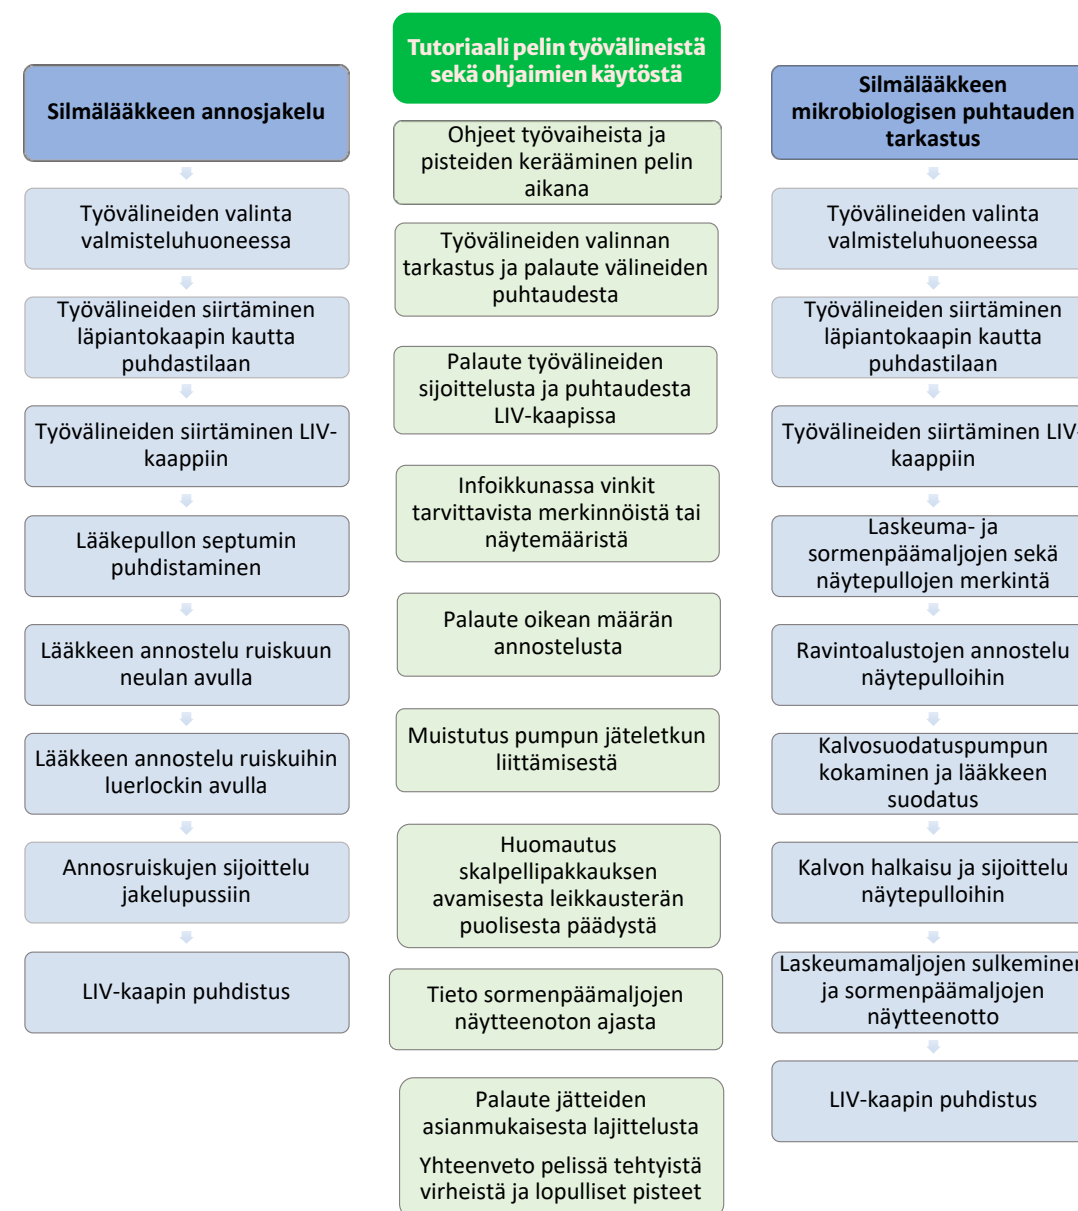 Silmälääkkeen annosjakelu
Työvälineiden valinta
valmisteluhuoneessa
Työvälineiden siirtäminen
läpiantokaapin kautta
puhdastilaan
Työvälineiden siirtäminen LIV-
kaappiin
Lääkepullon septumin
puhdistaminen
Lääkkeen annostelu ruiskuun
neulan avulla
Lääkkeen annostelu ruiskuihin
luerlockin avulla
Annosruiskujen sijoittelu
jakelupussiin
LIV-kaapin puhdistus
Tutoriaali pelin työvälineistä
sekä ohjaimien käytöstä
Ohjeet työvaiheista ja
pisteiden kerääminen pelin
aikana
Työvälineiden valinnan
tarkastus ja palaute välineiden
puhtaudesta
Palaute työvälineiden
sijoittelusta ja puhtaudesta
LIV-kaapissa
Infoikkunassa vinkit
tarvittavista merkinnöistä tai
näytemääristä
Palaute oikean määrän
annostelusta
Muistutus pumpun jäteletkun
liittämisestä
Huomautus
skalpellipakkauksen
avamisesta leikkausterän
puolisesta päädystä
Tieto sormenpäämaljojen
näytteenoton ajasta
Palaute jätteiden
asianmukaisesta lajittelusta
Yhteenveto pelissä tehtyistä
virheistä ja lopulliset pisteet
Silmälääkkeen
mikrobiologisen puhtauden
tarkastus
Työvälineiden valinta
valmisteluhuoneessa
Työvälineiden siirtäminen
läpiantokaapin kautta
puhdastilaan
Työvälineiden siirtäminen LIV-
kaappiin
Laskeuma- ja
sormenpäämaljojen sekä
näytepullojen merkintä
Ravintoalustojen annostelu
näytepulloihin
Kalvosuodatuspumpun
kokaminen ja lääkkeen
suodatus
Kalvon halkaisu ja sijoittelu
näytepulloihin
Laskeumamaljojen sulkeminen
ja sormenpäämaljojen
näytteenotto
LIV-kaapin puhdistus